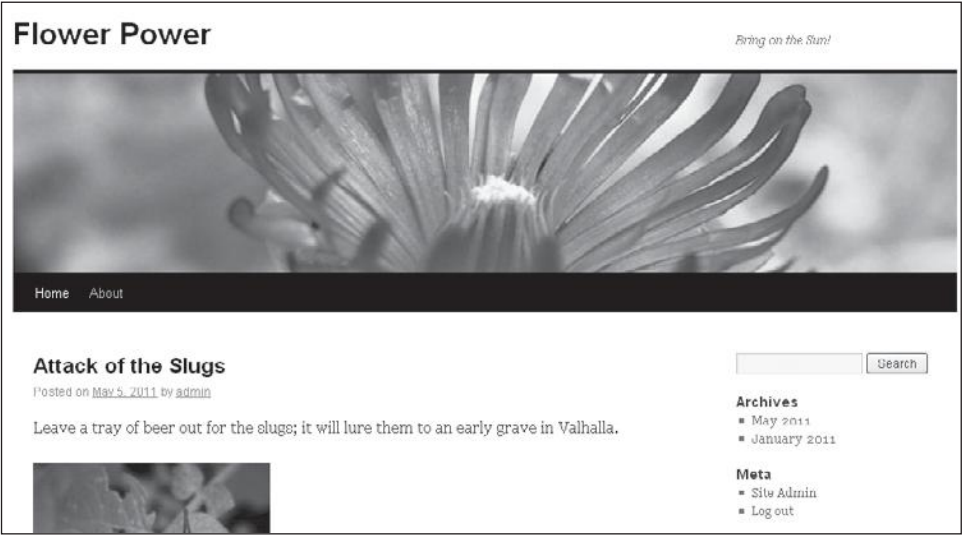 Flower Power
Bring on the Sun!
Home About
Attack of the Slugs
Posted on May 5, 2011 by admin
Leave a tray of beer out for the slugs; it will lure them to an early grave in Valhalla.
Search
Archives
May 2011
January 2011
Meta
Site Admin
Log out